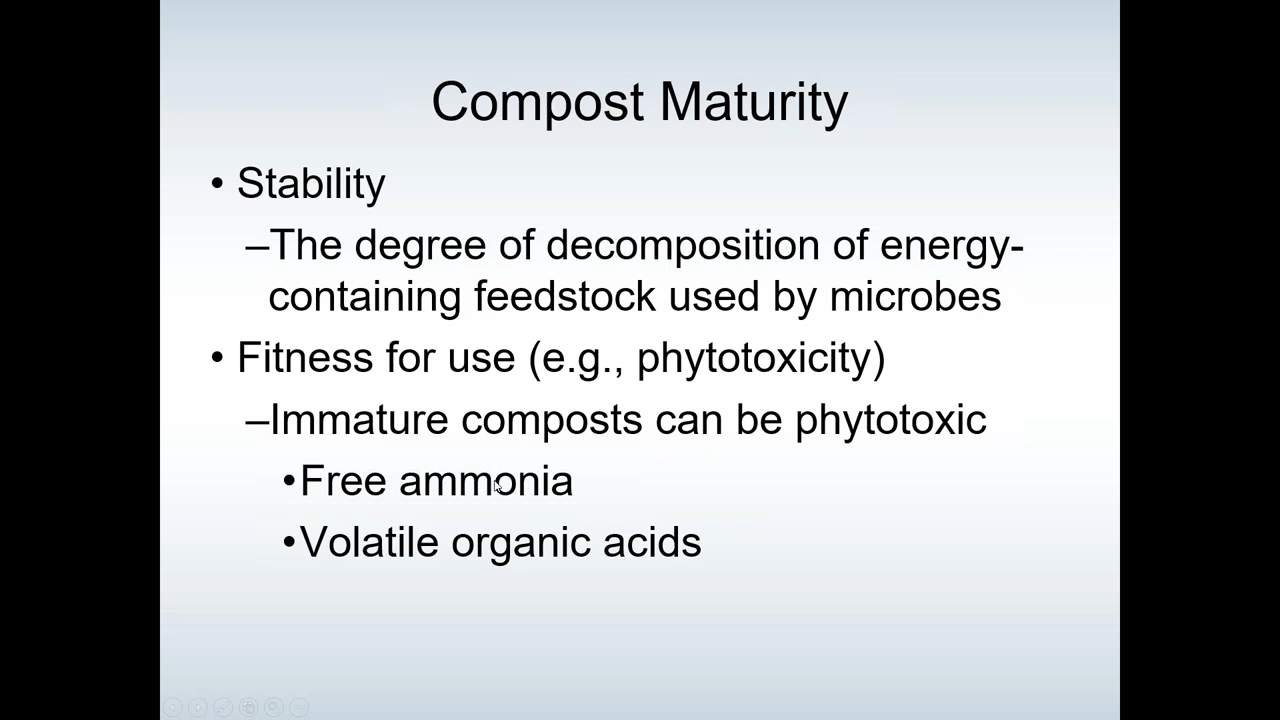 Compost Maturity
• Stability
–The degree of decomposition of energy-
containing feedstock used by microbes
• Fitness for use (e.g., phytotoxicity)
–Immature composts can be phytotoxic
•Free ammonia
•Volatile organic acids